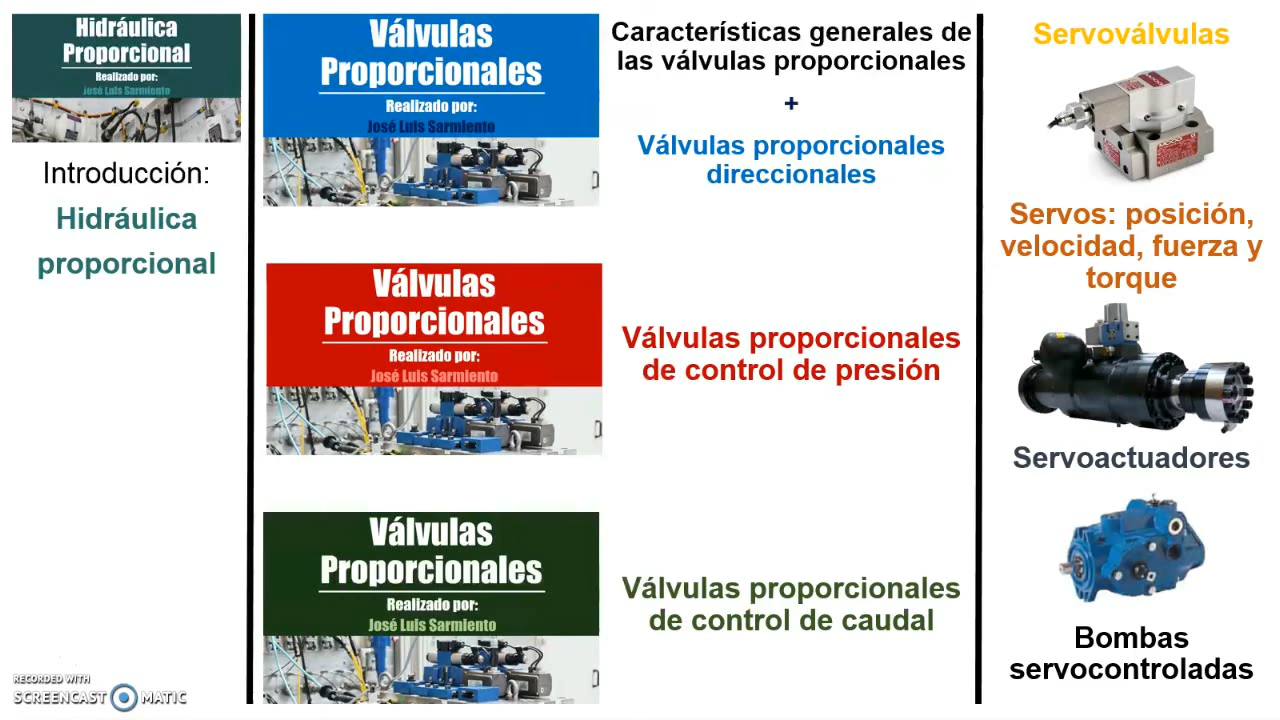 Hidráulica
Proporcional
Realizado por:
José Luis Sarmiento
Introducción:
Hidráulica
proporcional
Válvulas
Proporcionales
Realizado por:
José Luis Sarmiento
Características generales de
las válvulas proporcionales
+
Válvulas proporcionales
direccionales
Válvulas
Proporcionales
Realizado por:
José Luis Sarmiento
Válvulas proporcionales
de control de presión
Válvulas
Proporcionales
Realizado por:
José Luis Sarmiento
Válvulas proporcionales
de control de caudal
Servoválvulas
MOOG
Servos: posición,
velocidad, fuerza y
torque
Servoactuadores
Bombas
servocontroladas
RECORDED WITH
SCREENCAST MATIC